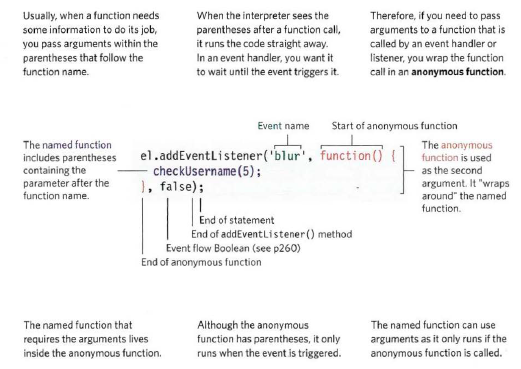 Usually, when a function needs
some information to do its job,
you pass arguments within the
parentheses that follow the
function name.
When the interpreter sees the
parentheses after a function call,
it runs the code straight away.
In an event handler, you want it
to wait until the event triggers it.
Therefore, if you need to pass
arguments to a function that is
called by an event handler or
listener, you wrap the function
call in an anonymous function.
Event name
Start of anonymous function
The named function
includes parentheses
containing the
parameter after the
function name.
el.addEventListener('blur', function() {
checkUsername(5);
}, false);
The anonymous
function is used
as the second
argument. It "wraps
around" the named
function.
End of statement
End of addEventListener() method
Event flow Boolean (see p260)
End of anonymous function
The named function that
requires the arguments lives
inside the anonymous function.
Although the anonymous
function has parentheses, it only
runs when the event is triggered.
The named function can use
arguments as it only runs if the
anonymous function is called.